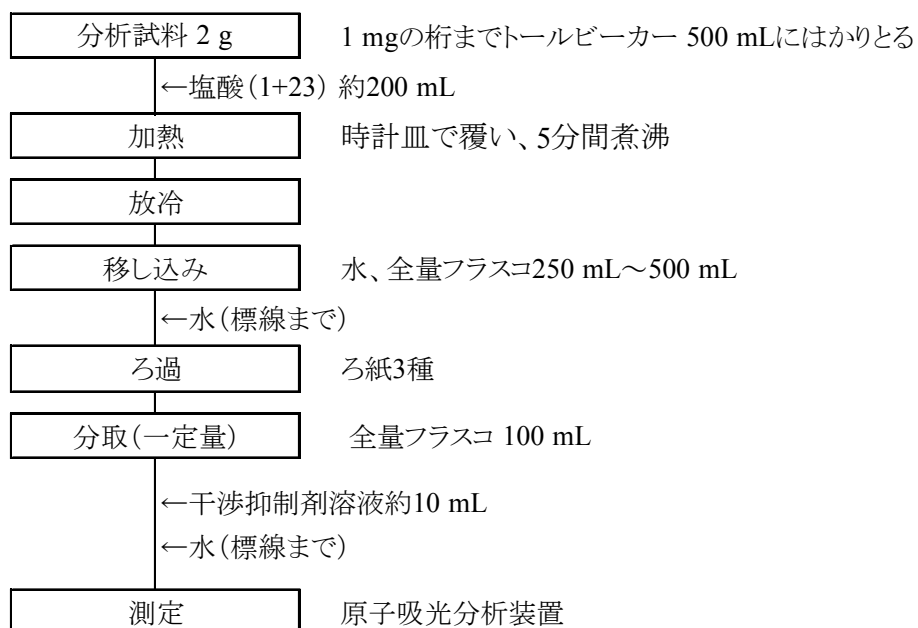 分析試料 2 g 1 mgの桁までトールビーカー 500 mLにはかりとる
←塩酸(1+23) 約200 mL
加熱 時計皿で覆い、5分間煮沸
放冷
移し込み 水、全量フラスコ250 mL～500 mL
←水(標線まで)
ろ過 ろ紙3種
分取(一定量) 全量フラスコ 100 mL
←干渉抑制剤溶液約10 mL
←水(標線まで)
測定 原子吸光分析装置